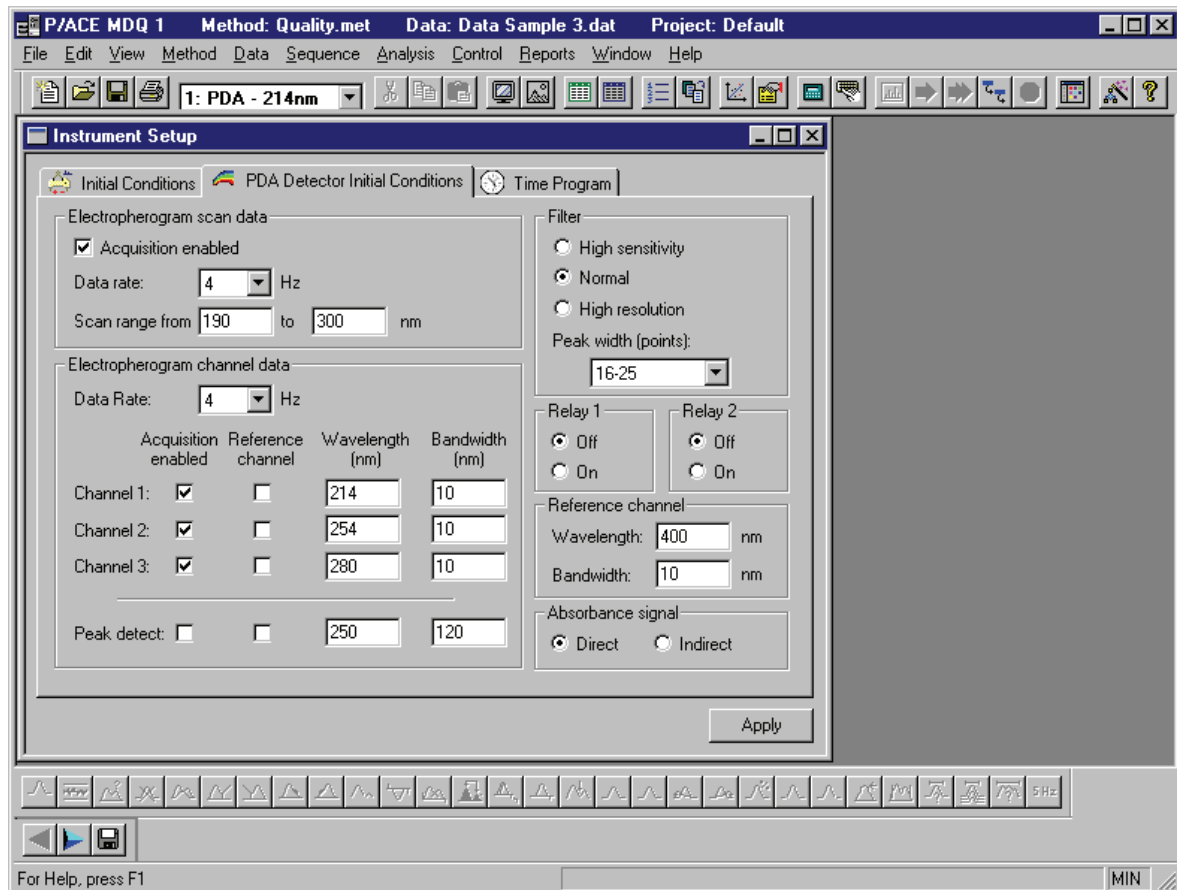 P/ACE MDQ 1 Method: Quality.met Data: Data Sample 3.dat Project: Default
File Edit View Method Data Sequence Analysis Control Reports Window Help
1: PDA - 214nm
Instrument Setup
Initial Conditions PDA Detector Initial Conditions Time Program
Electropherogram scan data
Acquisition enabled
Data rate: 4 Hz
Scan range from 190 to 300 nm
Electropherogram channel data
Data Rate: 4 Hz
Acquisition enabled Reference channel Wavelength (nm) Bandwidth (nm)
Channel 1: 214 10
Channel 2: 254 10
Channel 3: 280 10
Peak detect: 250 120
Filter
High sensitivity
Normal
High resolution
Peak width (points):
16-25
Relay 1 Relay 2
Off Off
On On
Reference channel
Wavelength: 400 nm
Bandwidth: 10 nm
Absorbance signal
Direct Indirect
Apply
5 Hz
For Help, press F1 MIN